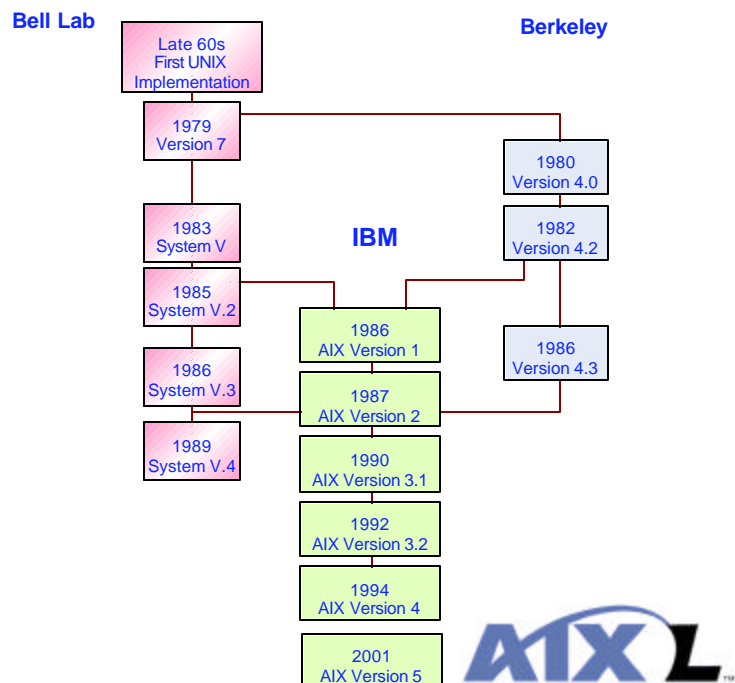 Bell Lab
Berkeley
Late 60s
First UNIX
Implementation
1979
Version 7
1980
Version 4.0
1983
System V
IBM
1982
Version 4.2
1985
System V.2
1986
AIX Version 1
1986
System V.3
1986
Version 4.3
1987
AIX Version 2
1989
System V.4
1990
AIX Version 3.1
1992
AIX Version 3.2
1994
AIX Version 4
2001
AIX Version 5
AIX L